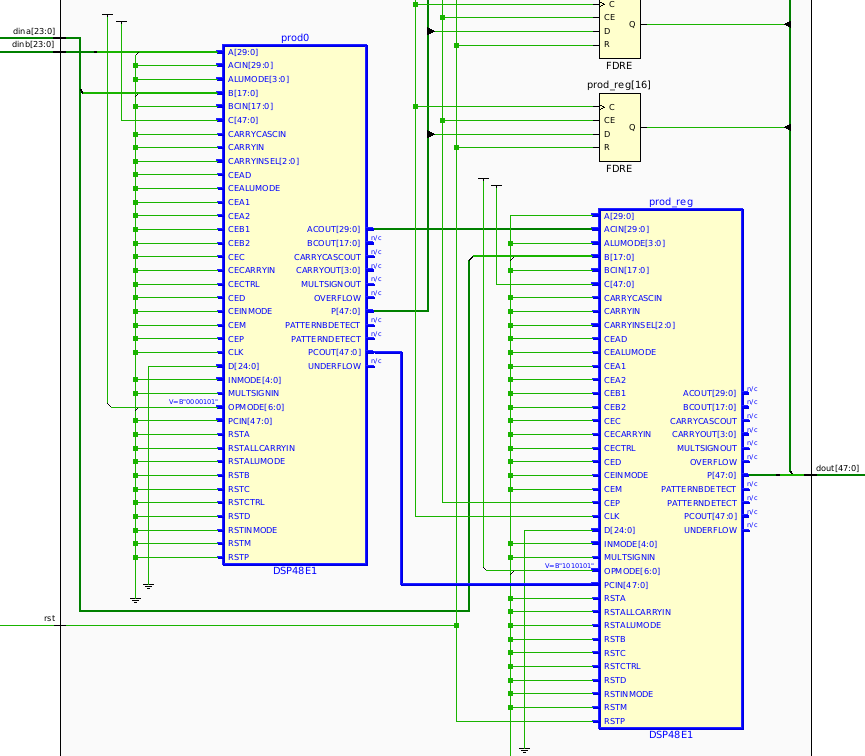 dina[23:0]
dinb[23:0]
rst
prod0
A[29:0]
ACIN[29:0]
ALUMODE[3:0]
B[17:0]
BCIN[17:0]
C[47:0]
CARRYCASCIN
CARRYIN
CARRYINSEL[2:0]
CEAD
CEALUMODE
CEA1
CEA2
CEB1
CEB2
CEC
CECARRYIN
CECTRL
CED
CEINMODE
CEM
CEP
CLK
D[24:0]
INMODE[4:0]
MULTSIGNIN
V=B"0000101"
OPMODE[6:0]
PCIN[47:0]
RSTA
RSTALLCARRYIN
RSTALUMODE
RSTB
RSTC
RSTCTRL
RSTD
RSTINMODE
RSTM
RSTP
ACOUT[29:0]
BCOUT[17:0] n/c
CARRYCASCOUT n/c
CARRYOUT[3:0] n/c
MULTSIGNOUT n/c
OVERFLOW n/c
P[47:0]
PATTERNBDETECT n/c
PATTERNDETECT n/c
PCOUT[47:0]
UNDERFLOW n/c
DSP48E1
C
CE
D
R
Q
FDRE
prod_reg[16]
C
CE
D
R
Q
FDRE
prod_reg
A[29:0]
ACIN[29:0]
ALUMODE[3:0]
B[17:0]
BCIN[17:0]
C[47:0]
CARRYCASCIN
CARRYIN
CARRYINSEL[2:0]
CEAD
CEALUMODE
CEA1
CEA2
CEB1
CEB2
CEC
CECARRYIN
CECTRL
CED
CEINMODE
CEM
CEP
CLK
D[24:0]
INMODE[4:0]
MULTSIGNIN
V=B"1010101"
OPMODE[6:0]
PCIN[47:0]
RSTA
RSTALLCARRYIN
RSTALUMODE
RSTB
RSTC
RSTCTRL
RSTD
RSTINMODE
RSTM
RSTP
ACOUT[29:0] n/c
BCOUT[17:0] n/c
CARRYCASCOUT n/c
CARRYOUT[3:0] n/c
MULTSIGNOUT n/c
OVERFLOW n/c
P[47:0]
PATTERNBDETECT n/c
PATTERNDETECT n/c
PCOUT[47:0] n/c
UNDERFLOW n/c
DSP48E1
dout[47:0]